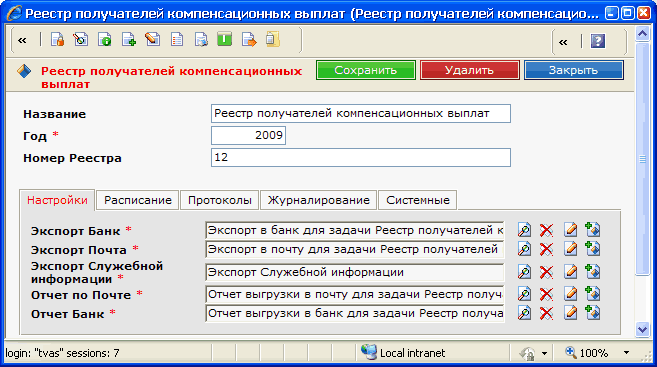 Реестр получателей компенсационных выплат (Реестр получателей компенсацио...
«
«
?
Реестр получателей компенсационных
выплат
Сохранить
Удалить
Закрыть
Название
Реестр получателей компенсационных выплат
Год *
2009
Номер Реестра
12
Настройки
Расписание
Протоколы
Журналирование
Системные
Экспорт Банк *
Экспорт в банк для задачи Реестр получателей к
Экспорт Почта *
Экспорт в почту для задачи Реестр получателей
Экспорт Служебной
информации *
Экспорт Служебной информации
Отчет по Почте *
Отчет выгрузки в почту для задачи Реестр получ
Отчет Банк *
Отчет выгрузки в банк для задачи Реестр получа
login: "tvas" sessions: 7
Local intranet
100%